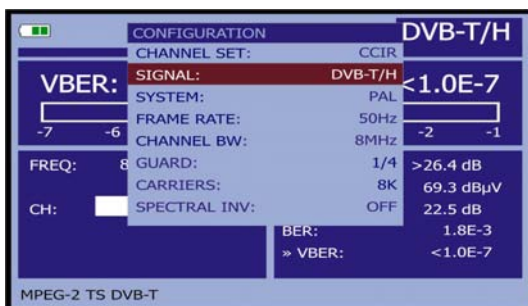 DVB-T/H
CONFIGURATION
CHANNEL SET: CCIR
SIGNAL: DVB-T/H
SYSTEM: PAL
FRAME RATE: 50Hz
CHANNEL BW: 8MHz
GUARD: 1/4
CARRIERS: 8K
SPECTRAL INV: OFF
VBER: <1.0E-7
-7 -6 -2 -1
FREQ: 8 >26.4 dB
69.3 dBµV
CH: 22.5 dB
BER: 1.8E-3
» VBER: <1.0E-7
MPEG-2 TS DVB-T